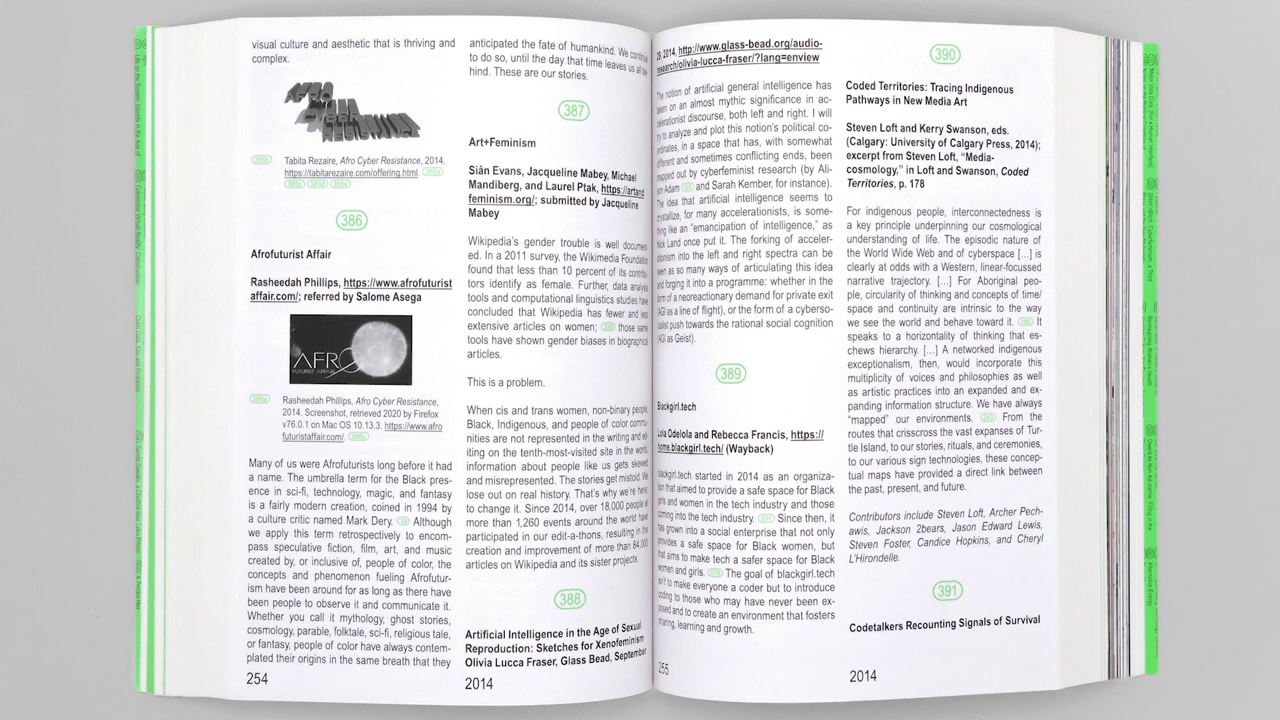 visual culture and aesthetic that is thriving and
complex.
AFRO
CYBER
RESISTANCE
Tabita Rezaire, Afro Cyber Resistance, 2014.
https://tabitarezaire.com/offering.html.
386
Afrofuturist Affair
Rasheedah Phillips, https://www.afrofuturist
affair.com/; referred by Salome Asega
AFRO
FUTURIST AFFAIR
Rasheedah Phillips, Afro Cyber Resistance,
2014. Screenshot, retrieved 2020 by Firefox
v76.0.1 on Mac OS 10.13.3. https://www.afro
futuristaffair.com/.
Many of us were Afrofuturists long before it had
a name. The umbrella term for the Black pres-
ence in sci-fi, technology, magic, and fantasy
is a fairly modern creation, coined in 1994 by
a culture critic named Mark Dery. Although
we apply this term retrospectively to encom-
pass speculative fiction, film, art, and music
created by, or inclusive of, people of color, the
concepts and phenomenon fueling Afrofutur-
ism have been around for as long as there have
been people to observe it and communicate it.
Whether you call it mythology, ghost stories,
cosmology, parable, folktale, sci-fi, religious tale,
or fantasy, people of color have always contem-
plated their origins in the same breath that they
254
anticipated the fate of humankind. We continue
to do so, until the day that time leaves us all be-
hind. These are our stories.
387
Art+Feminism
Siân Evans, Jacqueline Mabey, Michael
Mandiberg, and Laurel Ptak, https://artand
feminism.org/; submitted by Jacqueline
Mabey
Wikipedia's gender trouble is well document-
ed. In a 2011 survey, the Wikimedia Foundation
found that less than 10 percent of its contribu-
tors identify as female. Further, data analysis
tools and computational linguistics studies have
concluded that Wikipedia has fewer and less
extensive articles on women; those same
tools have shown gender biases in biographical
articles.
This is a problem.
When cis and trans women, non-binary people,
Black, Indigenous, and people of color commu-
nities are not represented in the writing and ed-
iting on the tenth-most-visited site in the world,
information about people like us gets skewed
and misrepresented. The stories get mistold. We
lose out on real history. That's why we're here
to change it. Since 2014, over 18,000 people at
more than 1,260 events around the world have
participated in our edit-a-thons, resulting in the
creation and improvement of more than 84,000
articles on Wikipedia and its sister projects.
388
Artificial Intelligence in the Age of Sexual
Reproduction: Sketches for Xenofeminism
Olivia Lucca Fraser, Glass Bead, September
2014
, 2014, http://www.glass-bead.org/audio-
research/olivia-lucca-fraser/?lang=enview
The notion of artificial general intelligence has
taken on an almost mythic significance in ac-
celerationist discourse, both left and right. I will
try to analyze and plot this notion's political co-
ordinates, in a space that has, with somewhat
different and sometimes conflicting ends, been
mapped out by cyberfeminist research (by Ali-
son Adam and Sarah Kember, for instance).
The idea that artificial intelligence seems to
crystallize, for many accelerationists, is some-
thing like an "emancipation of intelligence," as
Nick Land once put it. The forking of acceler-
ationism into the left and right spectra can be
seen as so many ways of articulating this idea
and forging it into a programme: whether in the
form of a neoreactionary demand for private exit
(AGI as a line of flight), or the form of a cyberso-
cialist push towards the rational social cognition
(AGI as Geist).
389
Blackgirl.tech
Lola Odelola and Rebecca Francis, https://
home.blackgirl.tech/ (Wayback)
blackgirl.tech started in 2014 as an organiza-
tion that aimed to provide a safe space for Black
girls and women in the tech industry and those
coming into the tech industry. Since then, it
has grown into a social enterprise that not only
provides a safe space for Black women, but
that aims to make tech a safer space for Black
women and girls. The goal of blackgirl.tech
isn't to make everyone a coder but to introduce
coding to those who may have never been ex-
posed and to create an environment that fosters
sharing, learning and growth.
255
390
Coded Territories: Tracing Indigenous
Pathways in New Media Art
Steven Loft and Kerry Swanson, eds.
(Calgary: University of Calgary Press, 2014);
excerpt from Steven Loft, "Media-
cosmology," in Loft and Swanson, Coded
Territories, p. 178
For indigenous people, interconnectedness is
a key principle underpinning our cosmological
understanding of life. The episodic nature of
the World Wide Web and of cyberspace […] is
clearly at odds with a Western, linear-focussed
narrative trajectory. […] For Aboriginal peo-
ple, circularity of thinking and concepts of time/
space and continuity are intrinsic to the way
we see the world and behave toward it. It
speaks to a horizontality of thinking that es-
chews hierarchy. […] A networked indigenous
exceptionalism, then, would incorporate this
multiplicity of voices and philosophies as well
as artistic practices into an expanded and ex-
panding information structure. We have always
"mapped" our environments. From the
routes that crisscross the vast expanses of Tur-
tle Island, to our stories, rituals, and ceremonies,
to our various sign technologies, these concep-
tual maps have provided a direct link between
the past, present, and future.
Contributors include Steven Loft, Archer Pech-
awis, Jackson 2bears, Jason Edward Lewis,
Steven Foster, Candice Hopkins, and Cheryl
L'Hirondelle.
391
Codetalkers Recounting Signals of Survival
2014